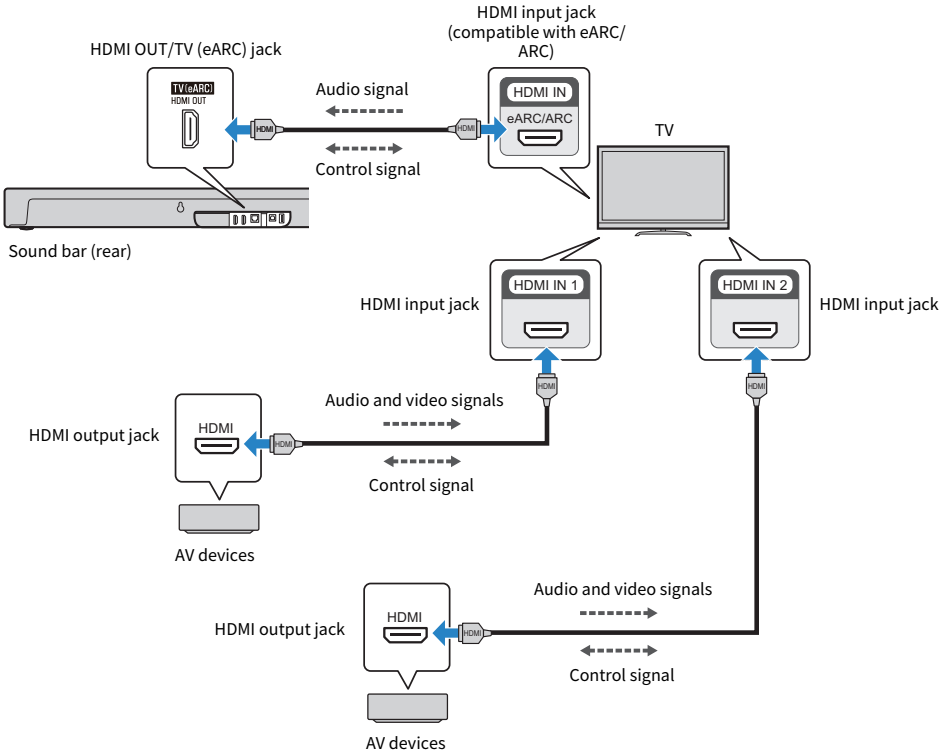 HDMI input jack
(compatible with eARC/
ARC)
HDMI OUT/TV (eARC) jack
TV(eARC)
HDMI OUT
Audio signal
HDMI IN
eARC/ARC
HDMI
HDMI
Control signal
TV
Sound bar (rear)
HDMI input jack
HDMI IN 1
HDMI IN 2
HDMI input jack
HDMI
HDMI
Audio and video signals
HDMI output jack
HDMI
HDMI
Control signal
AV devices
Audio and video signals
HDMI output jack
HDMI
HDMI
Control signal
AV devices